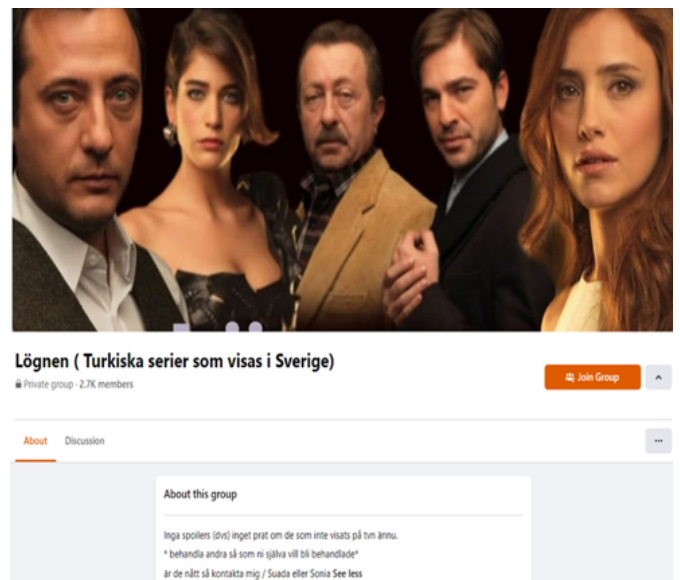 Lögnen ( Turkiska serier som visas i Sverige)
Private group · 2.7K members
Join Group
About Discussion
About this group
Inga spoilers (dvs) inget prat om de som inte visats på tvn ännu.
* behandla andra så som ni själva vill bli behandlade*
är de nått så kontakta mig / Suada eller Sonia See less